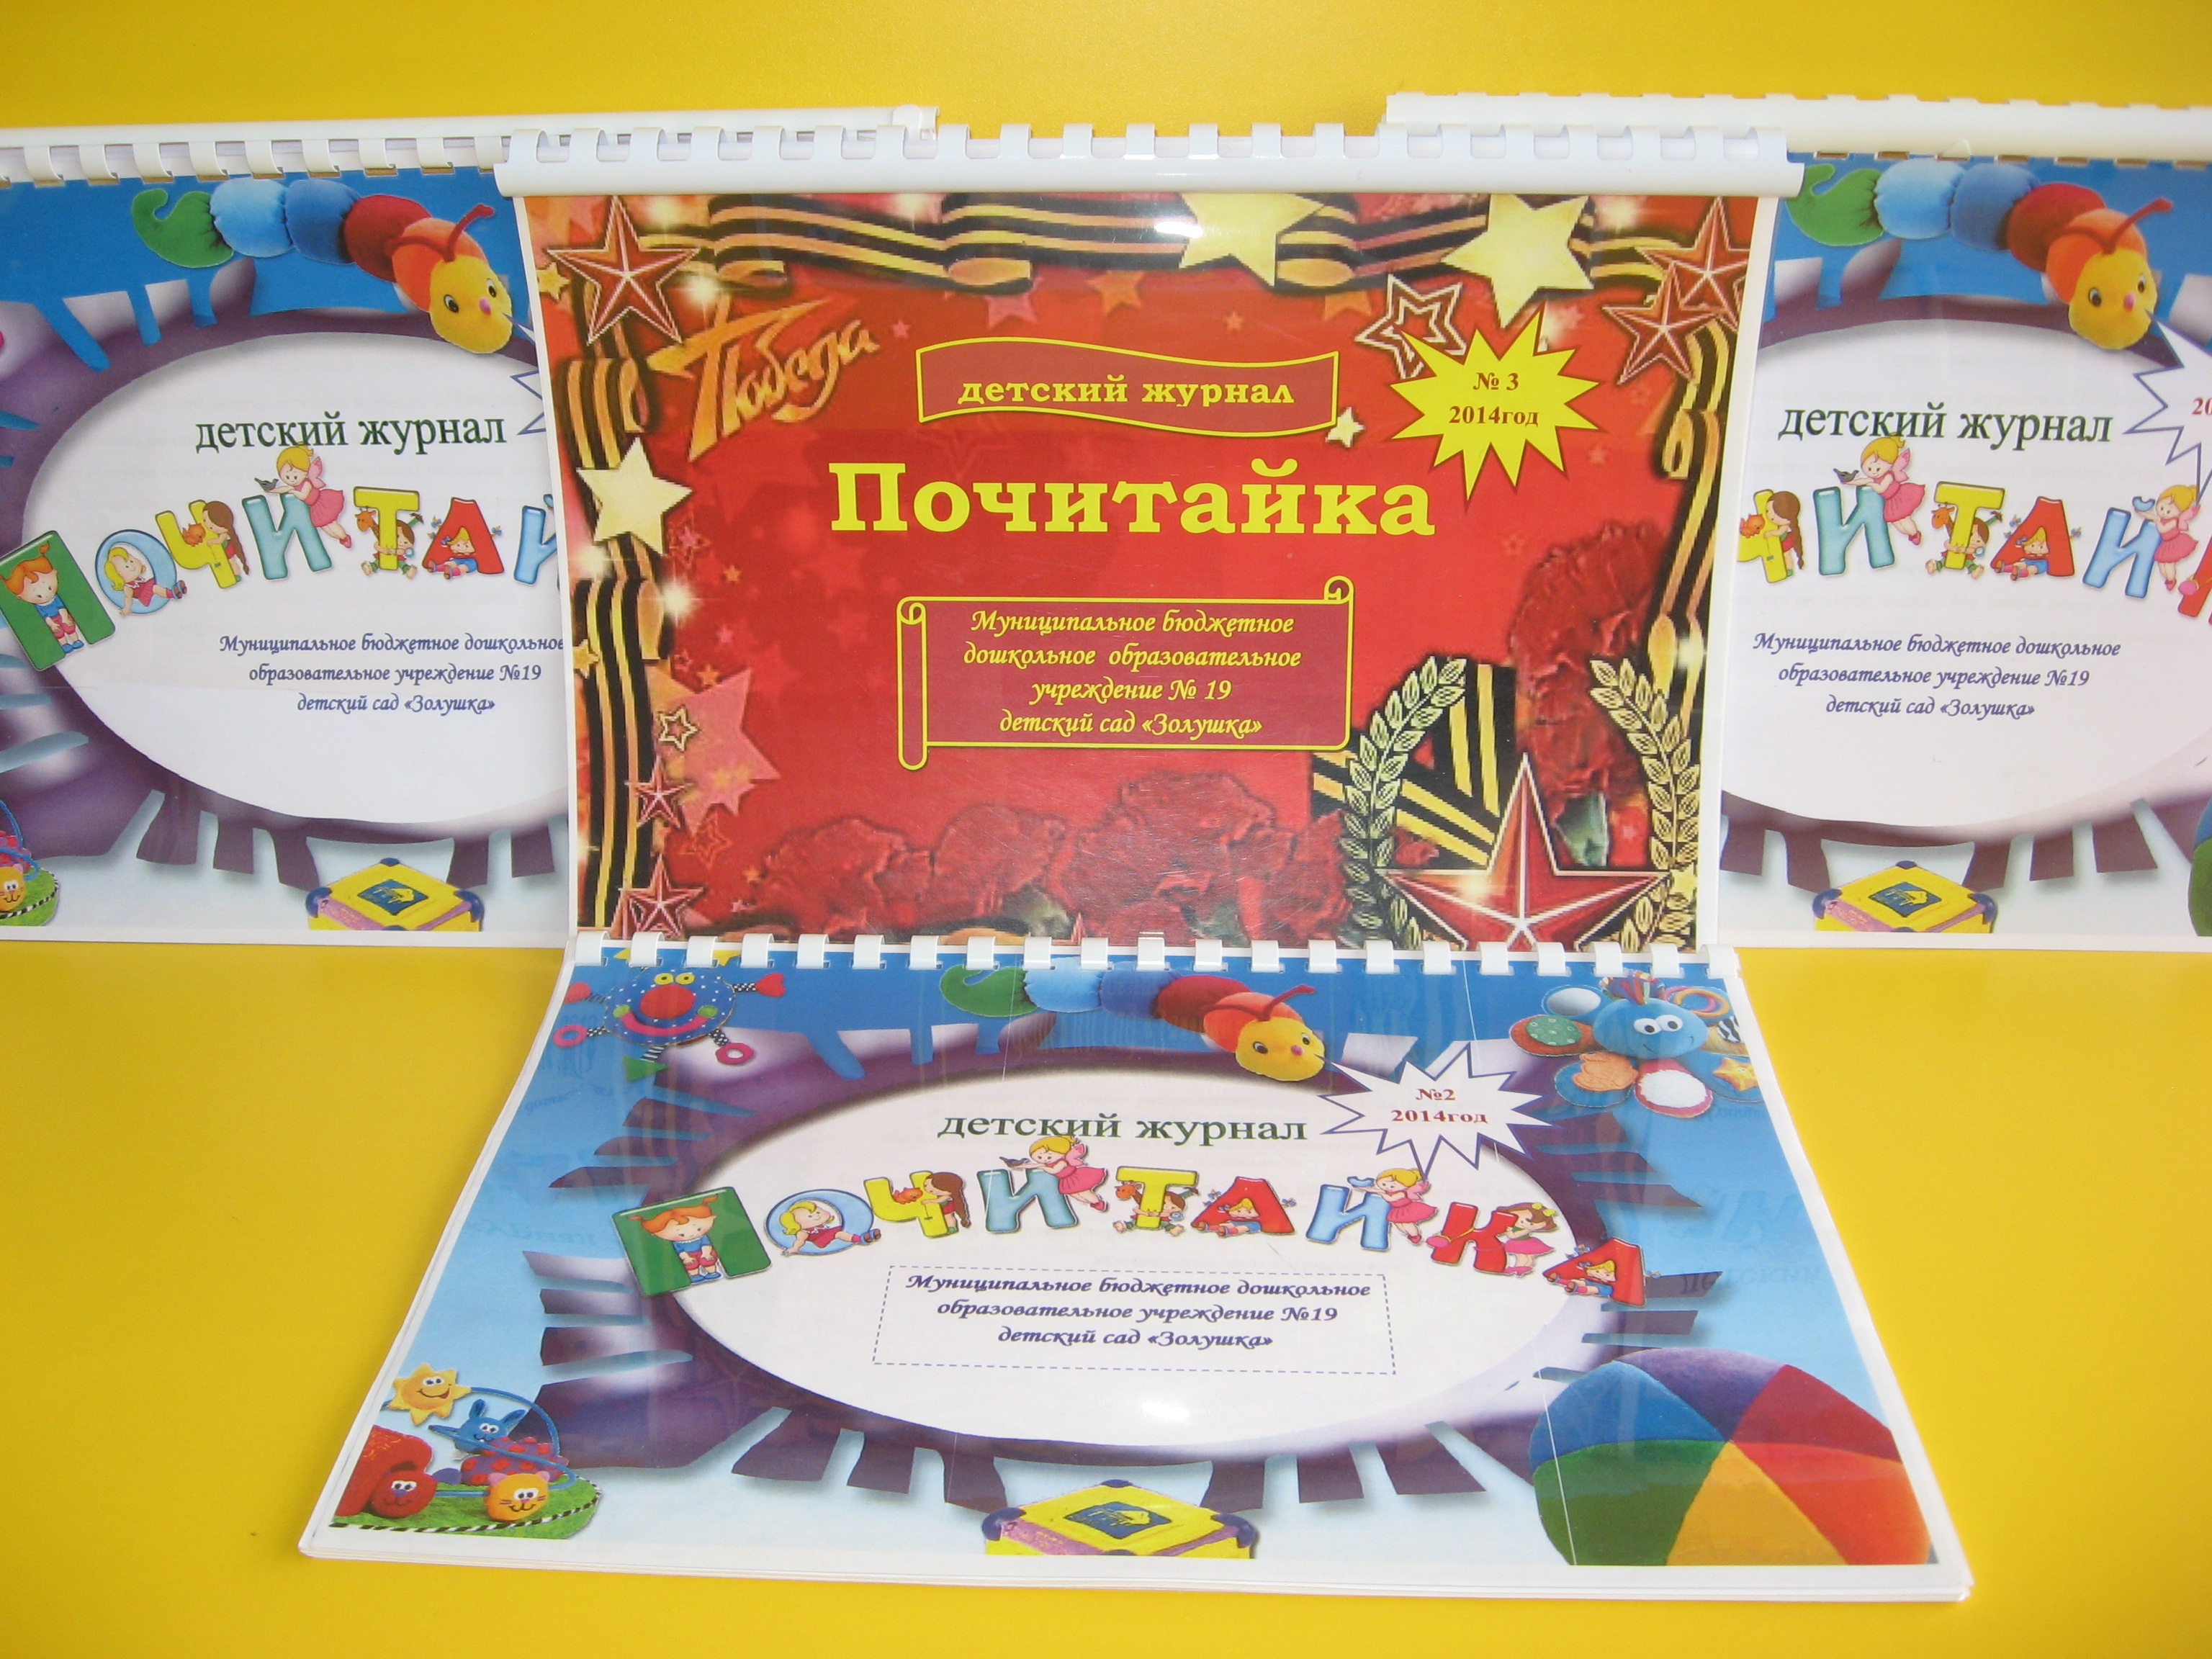 детский журнал
ПОЧИТАЙ
Муниципальное бюджетное дошкольное
образовательное учреждение №19
детский сад «Золушка»
Победа
детский журнал
№ 3
2014год
Почитайка
Муниципальное бюджетное
дошкольное образовательное
учреждение № 19
детский сад «Золушка»
детский журнал
ЧИТАЙ
Муниципальное бюджетное дошкольное
образовательное учреждение №19
детский сад «Золушка»
№2
2014год
детский журнал
ПОЧИТАЙКА
Муниципальное бюджетное дошкольное
образовательное учреждение №19
детский сад «Золушка»